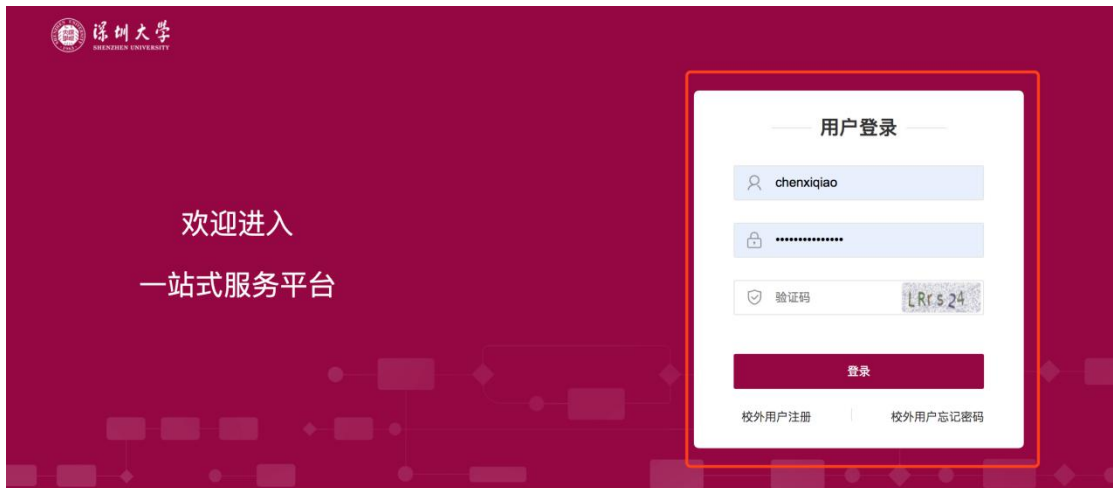 深圳大学
SHENZHEN UNIVERSITY
用户登录
chenxiqiao
欢迎进入
一站式服务平台
•••••••••••••••
验证码 LRrs24
登录
校外用户注册 校外用户忘记密码